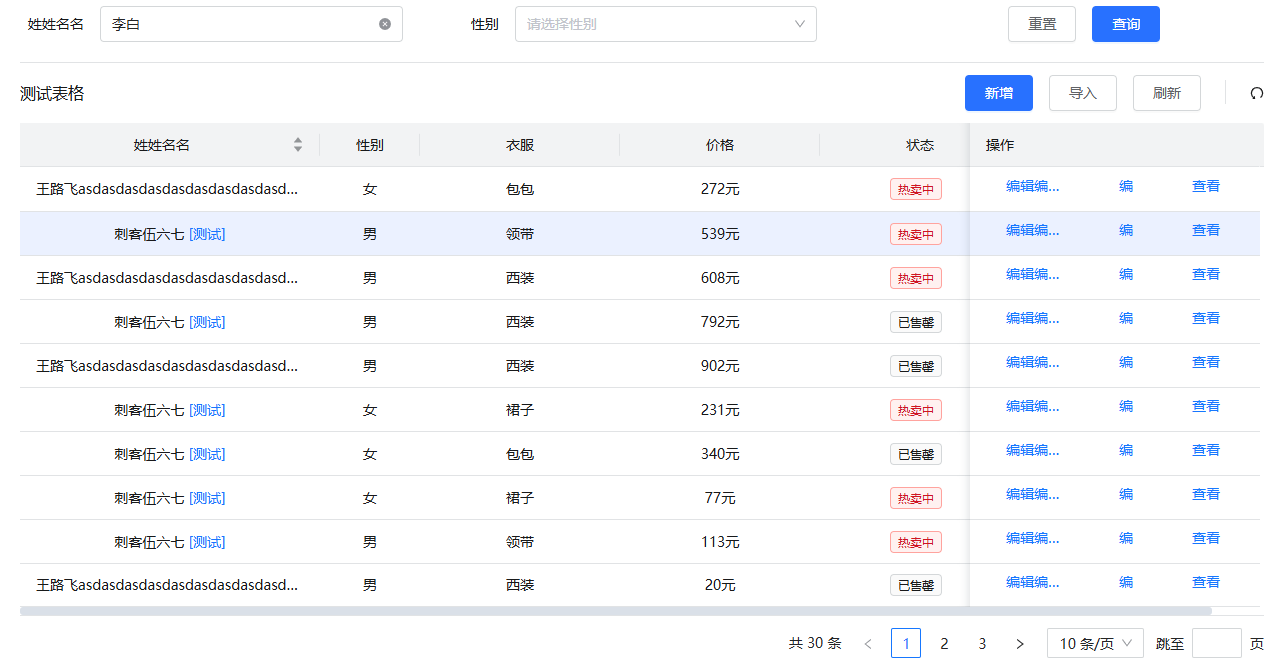 姓姓名名 李白 性别 请选择性别 重置 查询
测试表格 新增 导入 刷新
姓姓名名 性别 衣服 价格 状态 操作
王路飞asdasdasdasdasdasdasdasdasd... 女 包包 272元 热卖中 编辑编... 编 查看
刺客伍六七 [测试] 男 领带 539元 热卖中 编辑编... 编 查看
王路飞asdasdasdasdasdasdasdasdasd... 男 西装 608元 热卖中 编辑编... 编 查看
刺客伍六七 [测试] 男 西装 792元 已售罄 编辑编... 编 查看
王路飞asdasdasdasdasdasdasdasdasd... 男 西装 902元 已售罄 编辑编... 编 查看
刺客伍六七 [测试] 女 裙子 231元 热卖中 编辑编... 编 查看
刺客伍六七 [测试] 女 包包 340元 已售罄 编辑编... 编 查看
刺客伍六七 [测试] 女 裙子 77元 热卖中 编辑编... 编 查看
刺客伍六七 [测试] 男 领带 113元 热卖中 编辑编... 编 查看
王路飞asdasdasdasdasdasdasdasdasd... 男 西装 20元 已售罄 编辑编... 编 查看
共 30 条 < 1 2 3 > 10 条/页 跳至 页